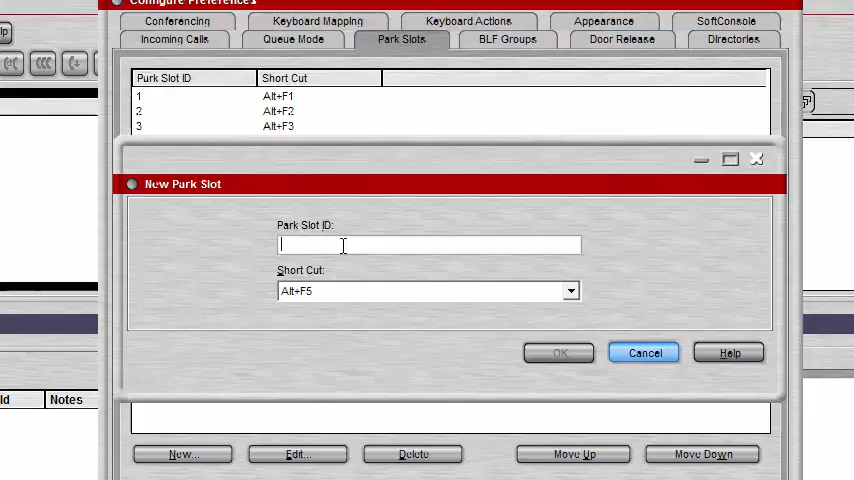 Configure Preferences
Conferencing Keyboard Mapping Keyboard Actions Appearance SoftConsole
Incoming Calls Queue Mode Park Slots BLF Groups Door Release Directories
lp
Park Slot ID Short Cut
1 Alt+F1
2 Alt+F2
3 Alt+F3
New Park Slot
Park Slot ID:
Short Cut:
Alt+F5
OK Cancel Help
ld Notes
New... Edit... Delete Move Up Move Down